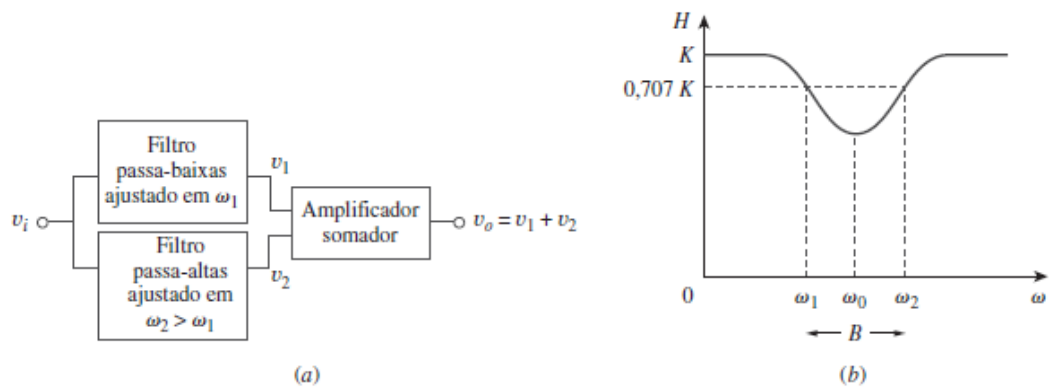 Filtro
passa-baixas
ajustado em ω₁
v₁
vᵢ
Amplificador
somador
vₒ = v₁ + v₂
Filtro
passa-altas
ajustado em
ω₂ > ω₁
v₂
(a)
H
K
0,707 K
0
ω₁
ω₀
ω₂
ω
B
(b)